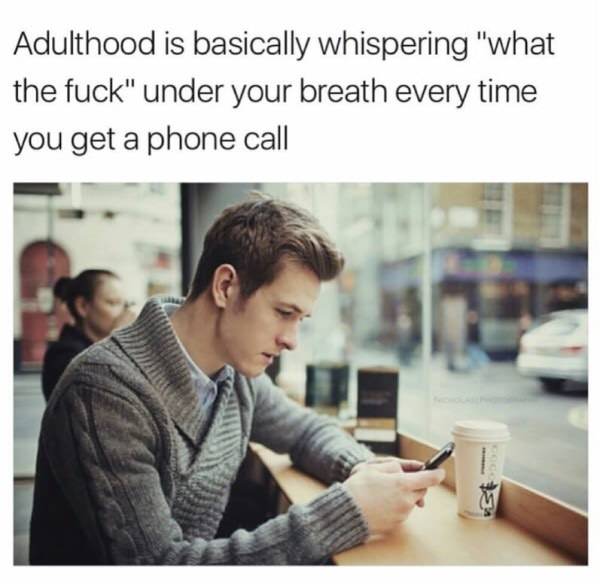 Adulthood is basically whispering "what
the fuck" under your breath every time
you get a phone call